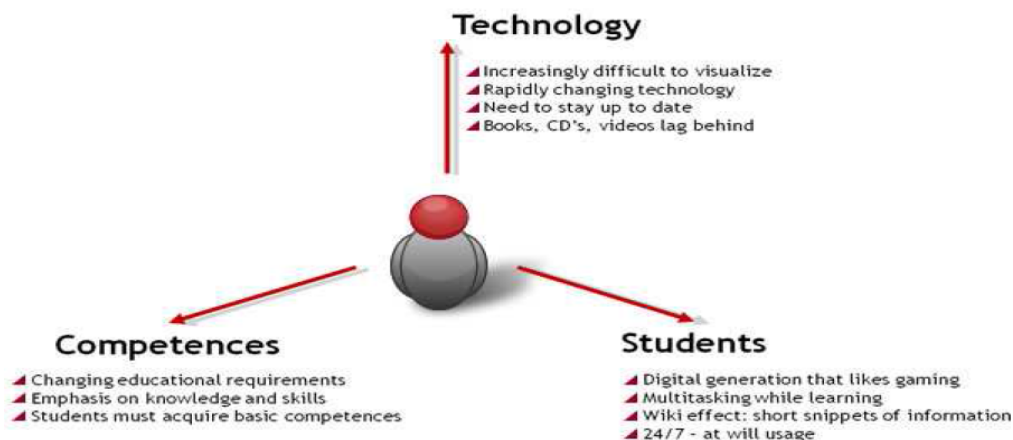 Technology
Increasingly difficult to visualize
Rapidly changing technology
Need to stay up to date
Books, CD's, videos lag behind
Competences
Changing educational requirements
Emphasis on knowledge and skills
Students must acquire basic competences
Students
Digital generation that likes gaming
Multitasking while learning
Wiki effect: short snippets of information
24/7 - at will usage